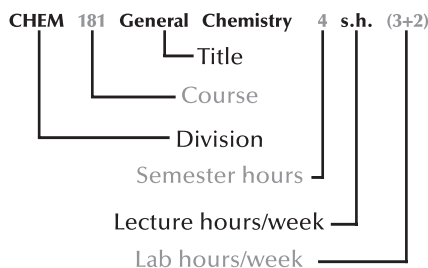 CHEM 181 General Chemistry 4 s.h. (3+2)
Title
Course
Division
Semester hours
Lecture hours/week
Lab hours/week